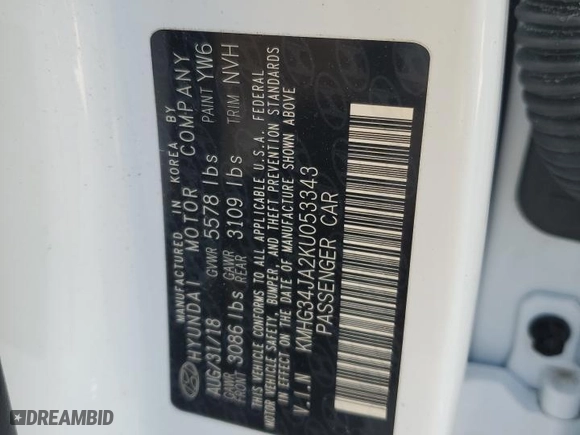 MANUFACTURED IN KOREA BY
HYUNDAI MOTOR COMPANY
AUG/31/18 GVWR 5578 lbs PAINT YW6
GAWR FRONT 3086 lbs GAWR REAR 3109 lbs TRIM NVH
THIS VEHICLE CONFORMS TO ALL APPLICABLE U.S.A. FEDERAL
MOTOR VEHICLE SAFETY, BUMPER, AND THEFT PREVENTION STANDARDS
IN EFFECT ON THE DATE OF MANUFACTURE SHOWN ABOVE
V.I.N KMHG34JA2KU053343
PASSENGER CAR
DREAMBID